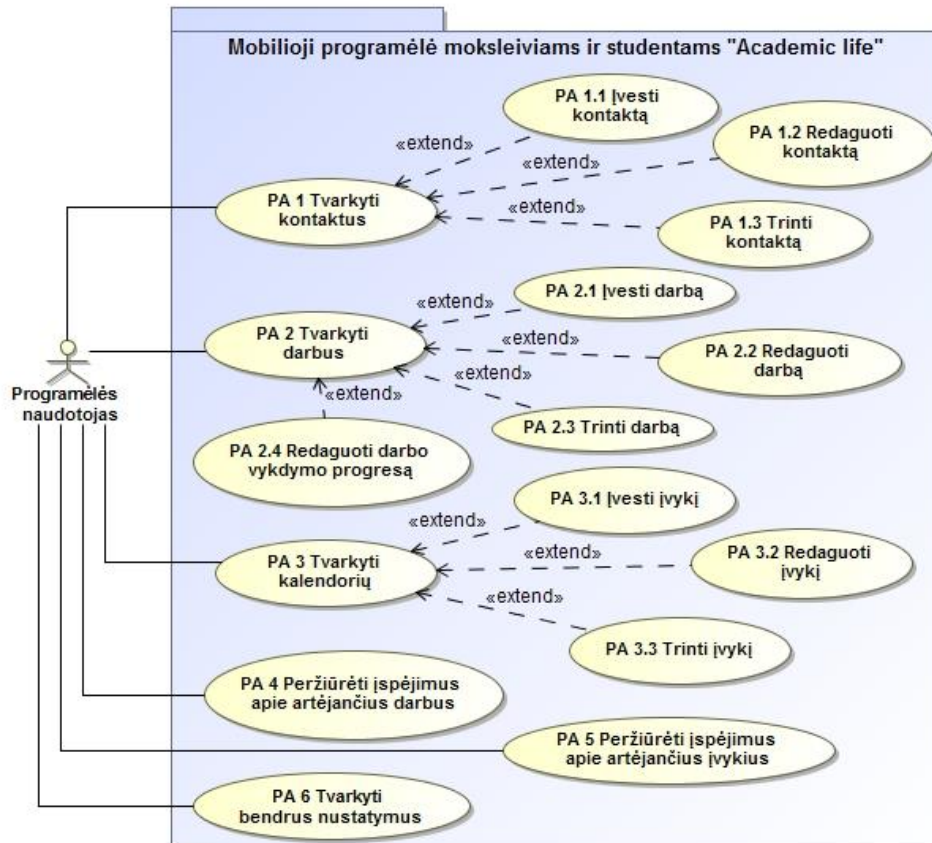 Mobilioji programėlė moksleiviams ir studentams "Academic life"
PA 1.1 Įvesti
kontaktą
PA 1.2 Redaguoti
kontaktą
«extend»
«extend»
PA 1 Tvarkyti
kontaktus
«extend»
PA 1.3 Trinti
kontaktą
PA 2.1 Įvesti darbą
«extend»
PA 2 Tvarkyti
darbus
«extend»
PA 2.2 Redaguoti
darbą
«extend»
«extend»
Programėlės
naudotojas
PA 2.3 Trinti darbą
PA 2.4 Redaguoti darbo
vykdymo progresą
PA 3.1 Įvesti įvykį
«extend»
«extend»
PA 3.2 Redaguoti
įvykį
PA 3 Tvarkyti
kalendorių
«extend»
PA 3.3 Trinti įvykį
PA 4 Peržiūrėti įspėjimus
apie artėjančius darbus
PA 5 Peržiūrėti įspėjimus
apie artėjančius įvykius
PA 6 Tvarkyti
bendrus nustatymus